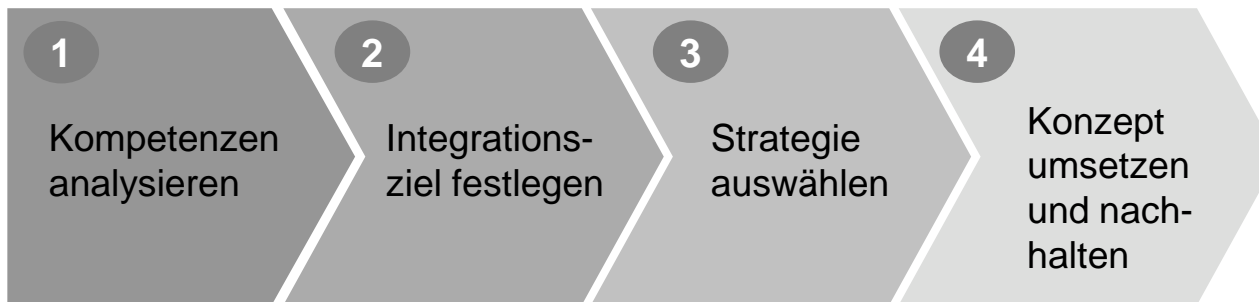 1
Kompetenzen
analysieren
2
Integrations-
ziel festlegen
3
Strategie
auswählen
4
Konzept
umsetzen
und nach-
halten